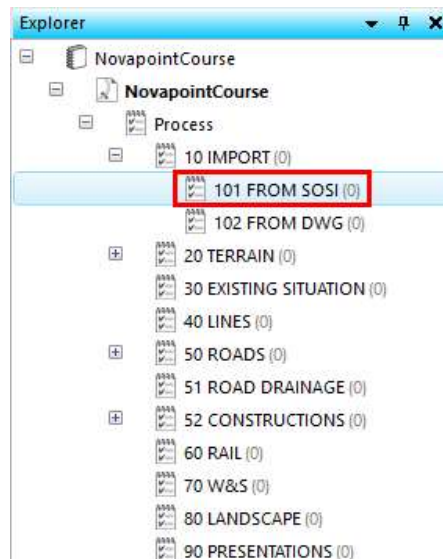 Explorer
NovapointCourse
NovapointCourse
Process
10 IMPORT (0)
101 FROM SOSI (0)
102 FROM DWG (0)
20 TERRAIN (0)
30 EXISTING SITUATION (0)
40 LINES (0)
50 ROADS (0)
51 ROAD DRAINAGE (0)
52 CONSTRUCTIONS (0)
60 RAIL (0)
70 W&S (0)
80 LANDSCAPE (0)
90 PRESENTATIONS (0)